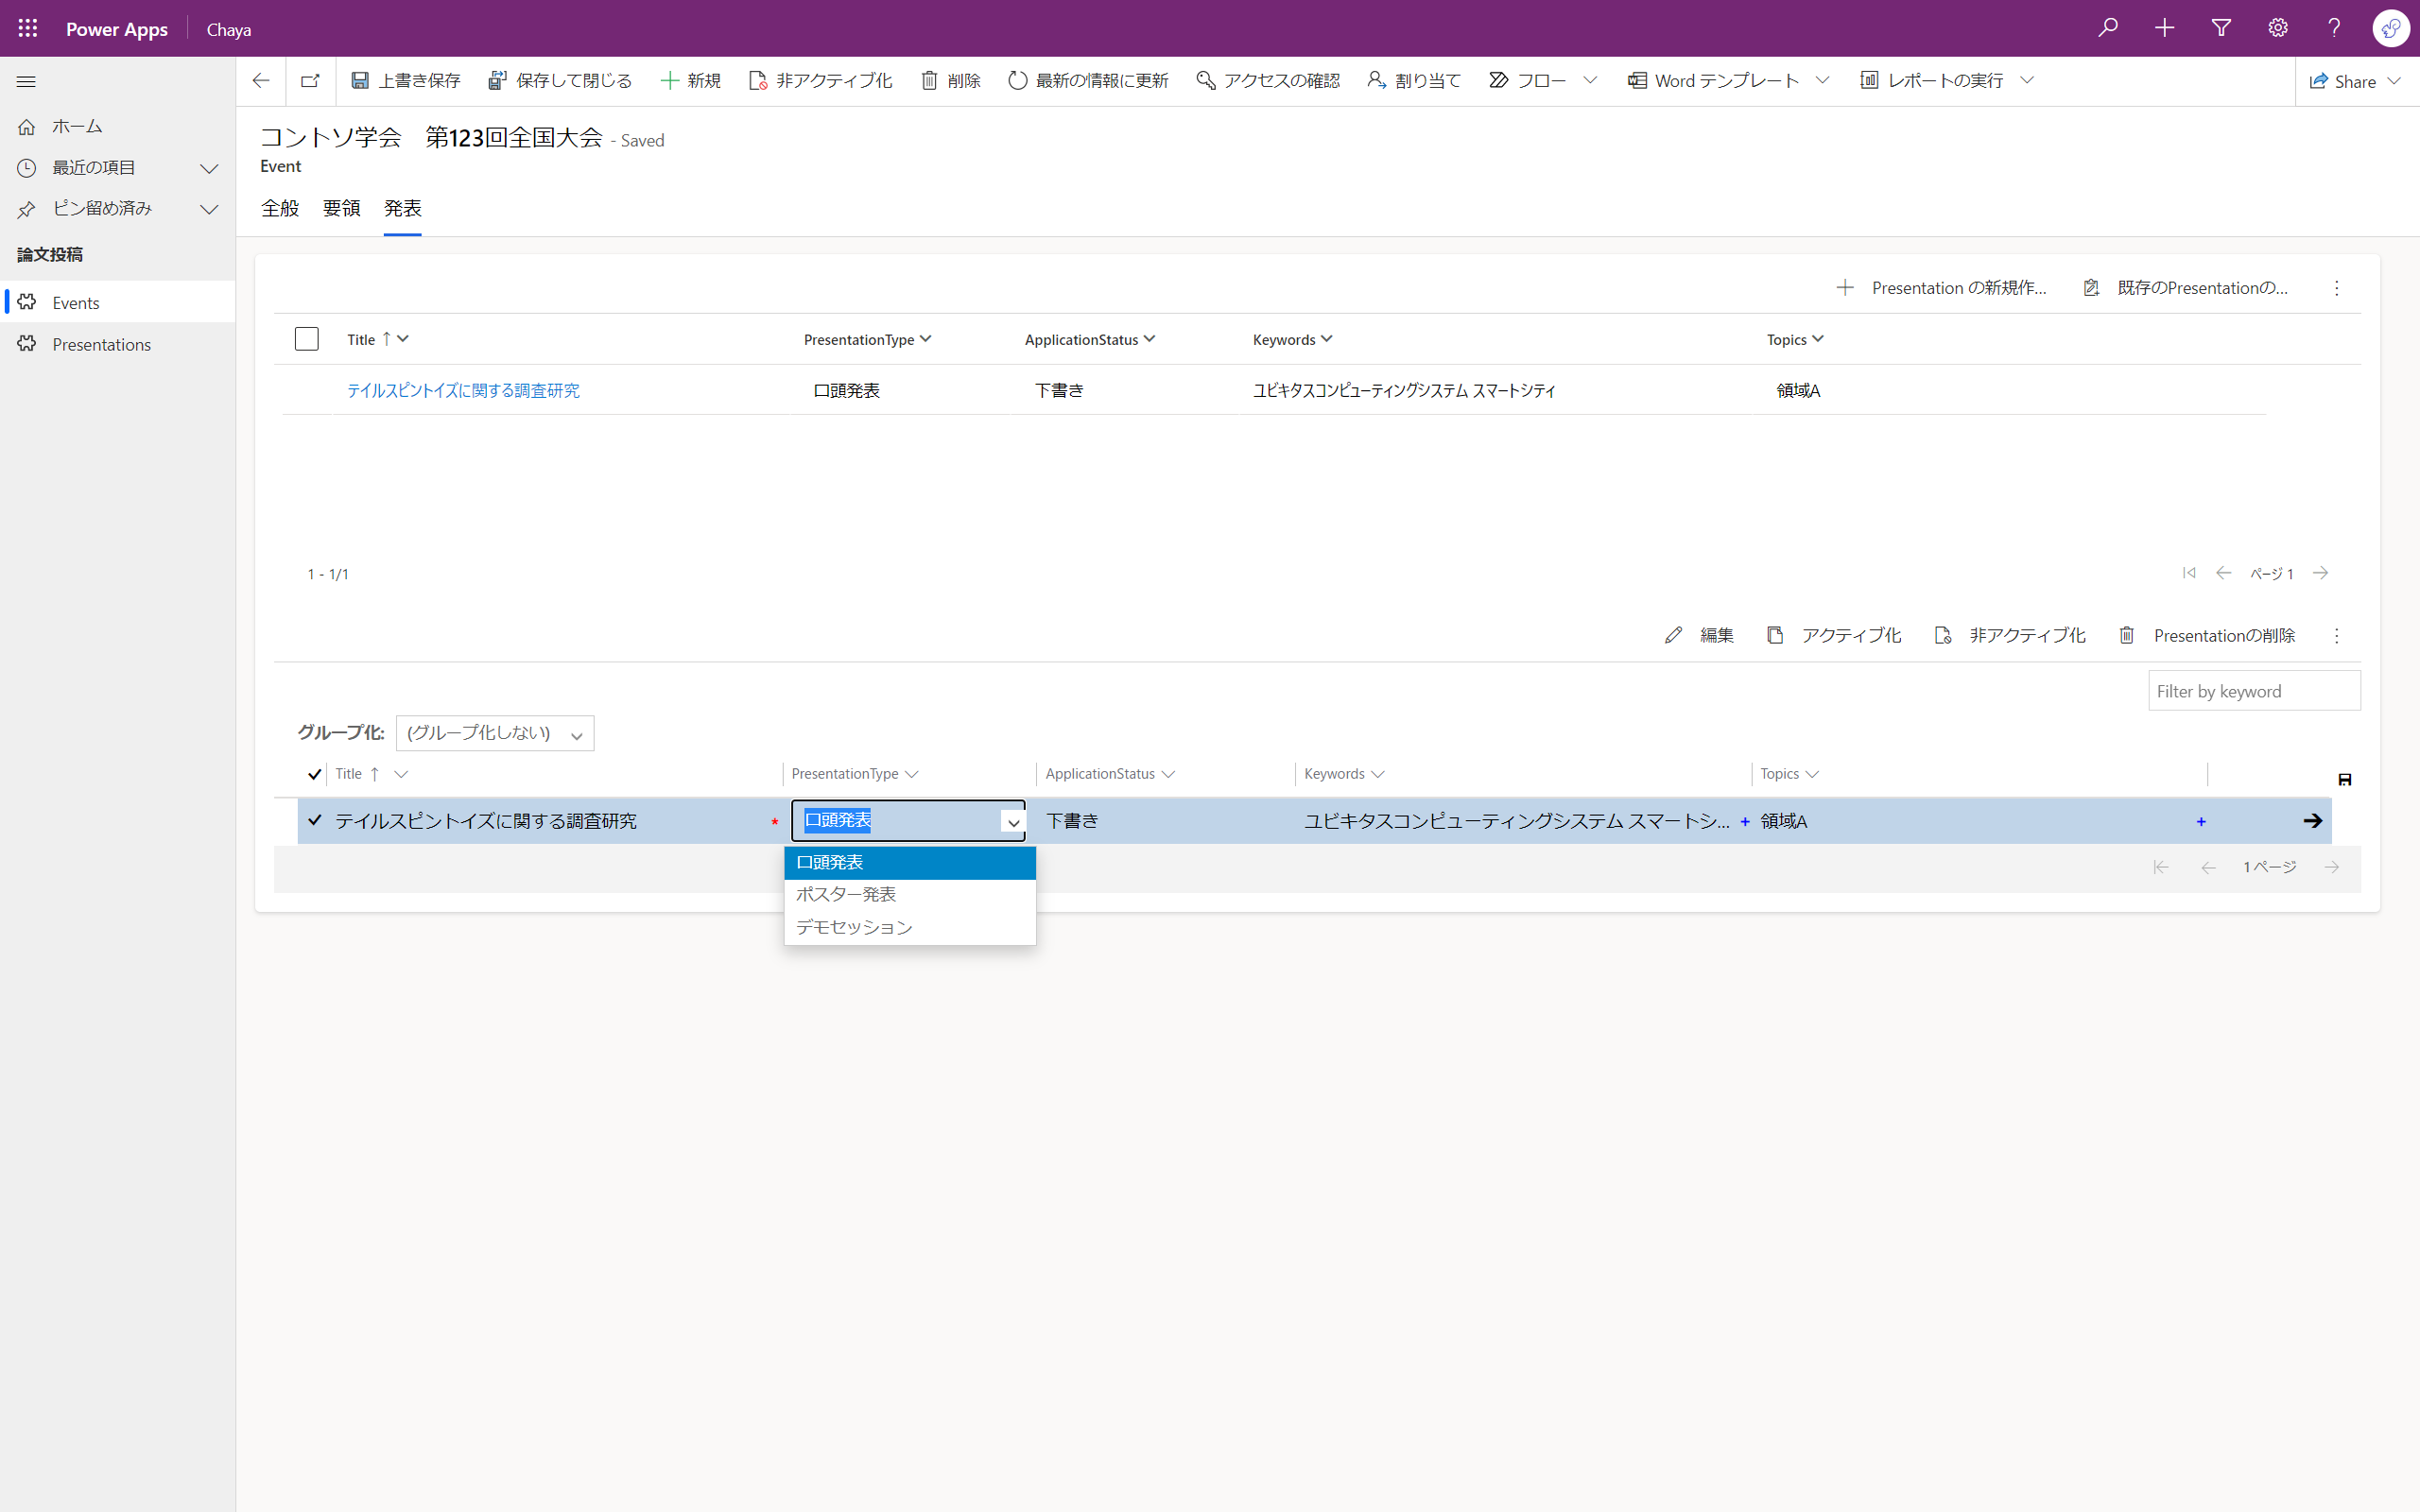 Power Apps Chaya
上書き保存 保存して閉じる 新規 非アクティブ化 削除 最新の情報に更新 アクセスの確認 割り当て フロー Word テンプレート レポートの実行 Share
ホーム
最近の項目
ピン留め済み
論文投稿
Events
Presentations
コントソ学会　第123回全国大会 - Saved
Event
全般 要領 発表
Presentation の新規作... 既存のPresentationの...
Title ↑ PresentationType ApplicationStatus Keywords Topics
テイルスピントイズに関する調査研究 口頭発表 下書き ユビキタスコンピューティングシステム スマートシティ 領域A
1 - 1/1 ページ 1
編集 アクティブ化 非アクティブ化 Presentationの削除
Filter by keyword
グループ化: (グループ化しない)
Title ↑ PresentationType ApplicationStatus Keywords Topics
テイルスピントイズに関する調査研究 * 口頭発表 下書き ユビキタスコンピューティングシステム スマートシ... + 領域A +
口頭発表
ポスター発表
デモセッション
1 ページ